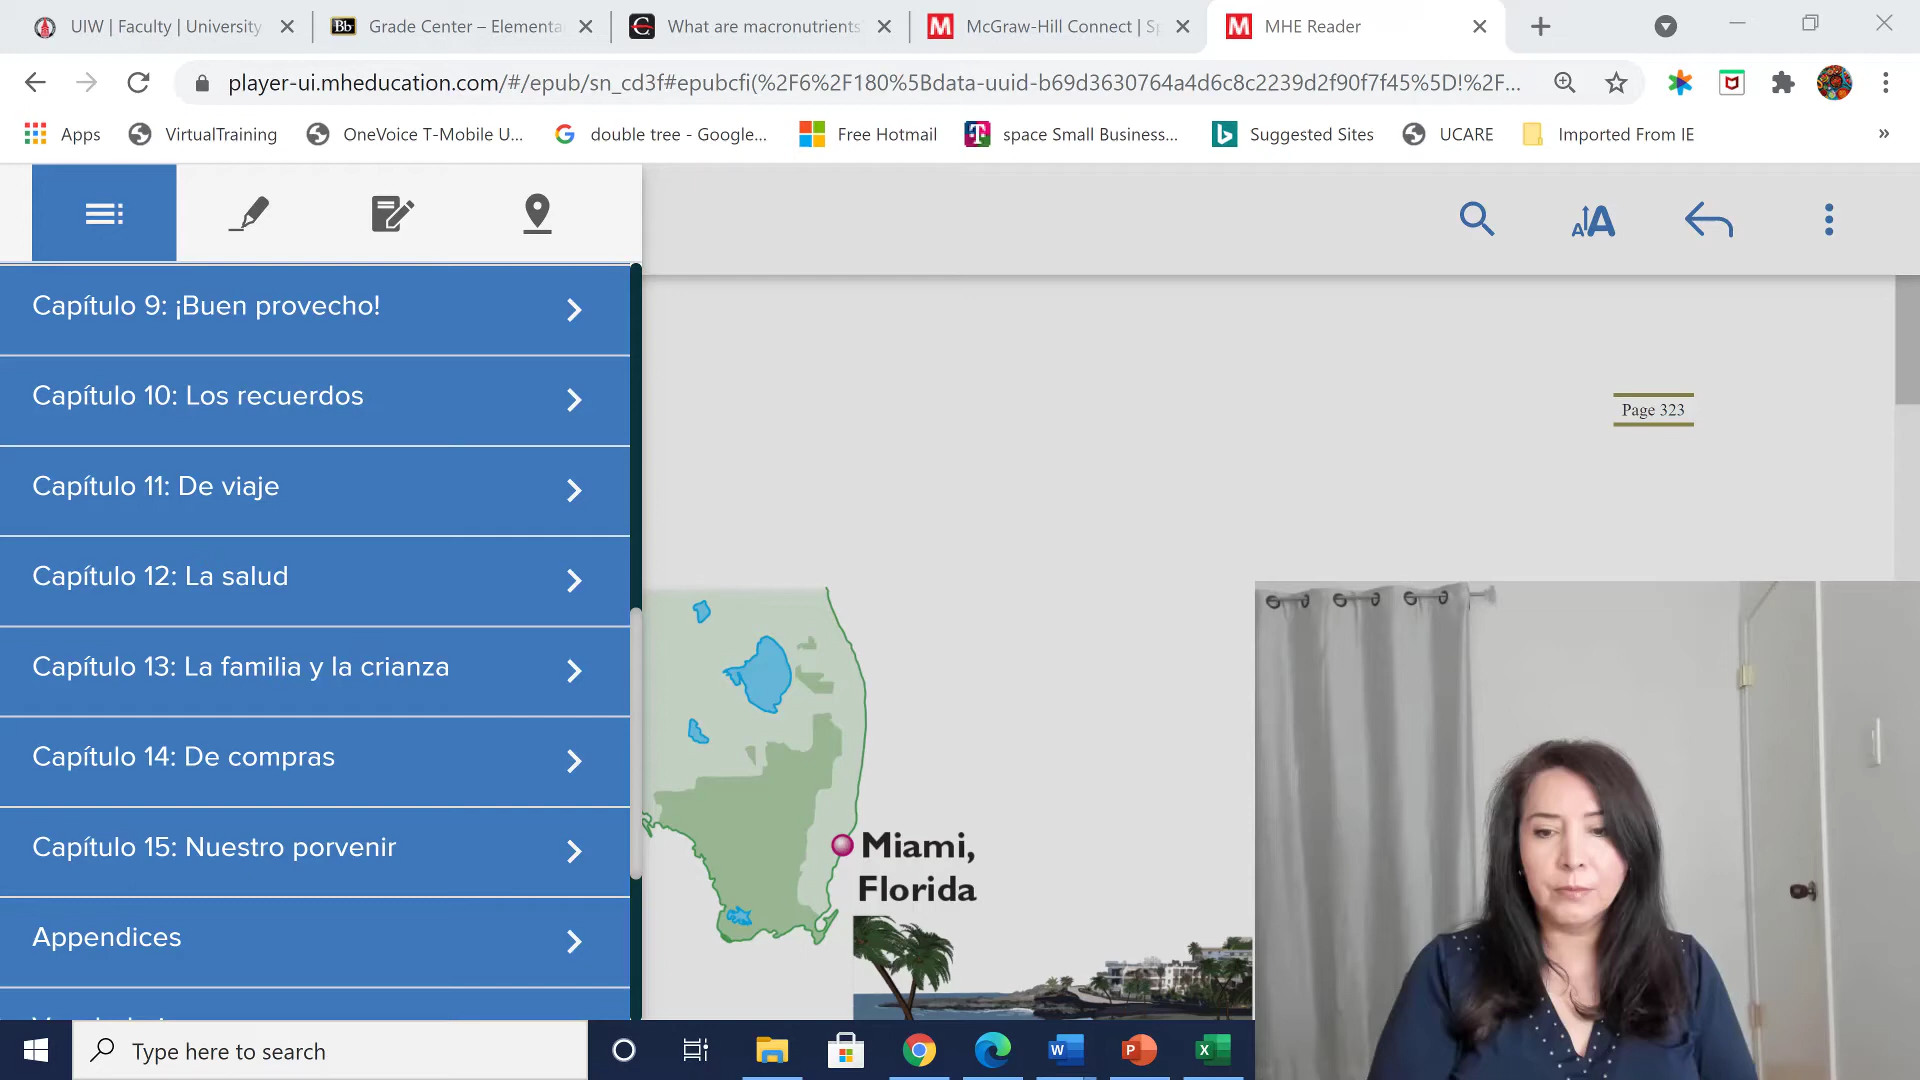 UIW | Faculty | University
Bb Grade Center – Elementa
What are macronutrients
M McGraw-Hill Connect | Sp
M MHE Reader
player-ui.mheducation.com/#/epub/sn_cd3f#epubcfi(%2F6%2F180%5Bdata-uuid-b69d3630764a4d6c8c2239d2f90f7f45%5D!%2F...
Apps
VirtualTraining
OneVoice T-Mobile U...
double tree - Google...
Free Hotmail
space Small Business...
Suggested Sites
UCARE
Imported From IE
»
AA
Capítulo 9: ¡Buen provecho!
Capítulo 10: Los recuerdos
Capítulo 11: De viaje
Capítulo 12: La salud
Capítulo 13: La familia y la crianza
Capítulo 14: De compras
Capítulo 15: Nuestro porvenir
Appendices
Page 323
Miami,
Florida
Type here to search